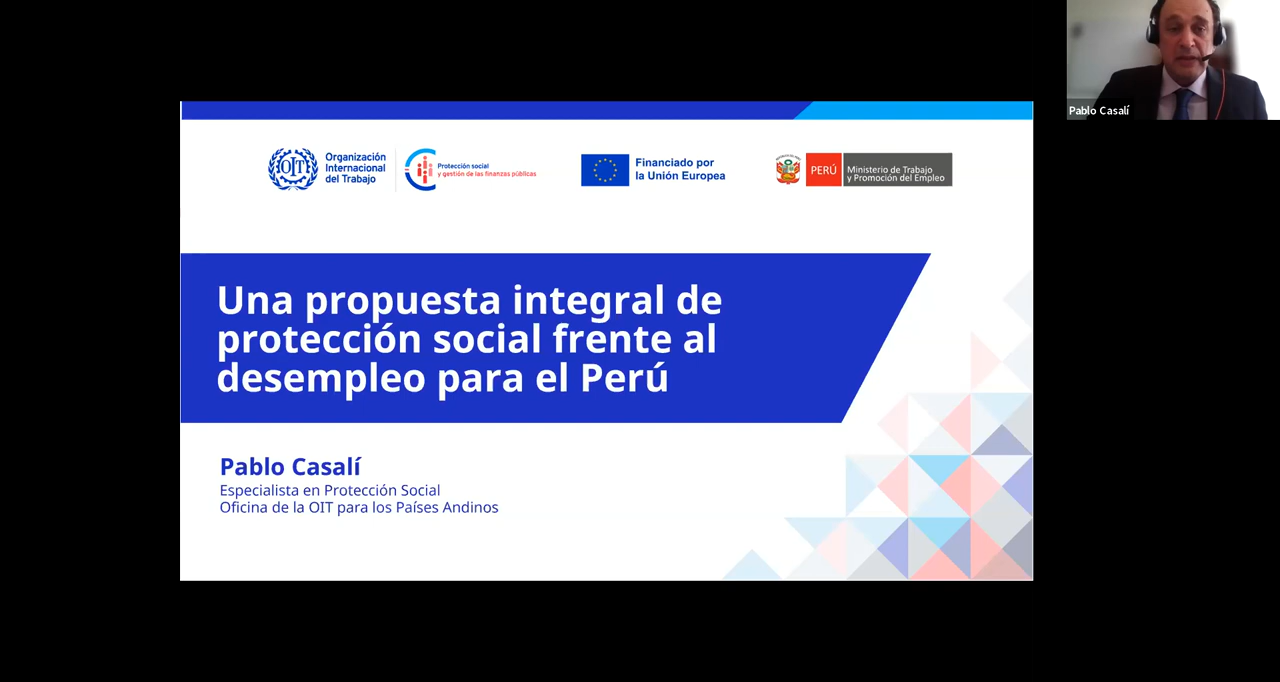 OIT
Organización
Internacional
del Trabajo
Protección social
y gestión de las finanzas públicas
Financiado por
la Unión Europea
PERÚ
Ministerio de Trabajo
y Promoción del Empleo
Una propuesta integral de
protección social frente al
desempleo para el Perú
Pablo Casalí
Especialista en Protección Social
Oficina de la OIT para los Países Andinos
Pablo Casalí